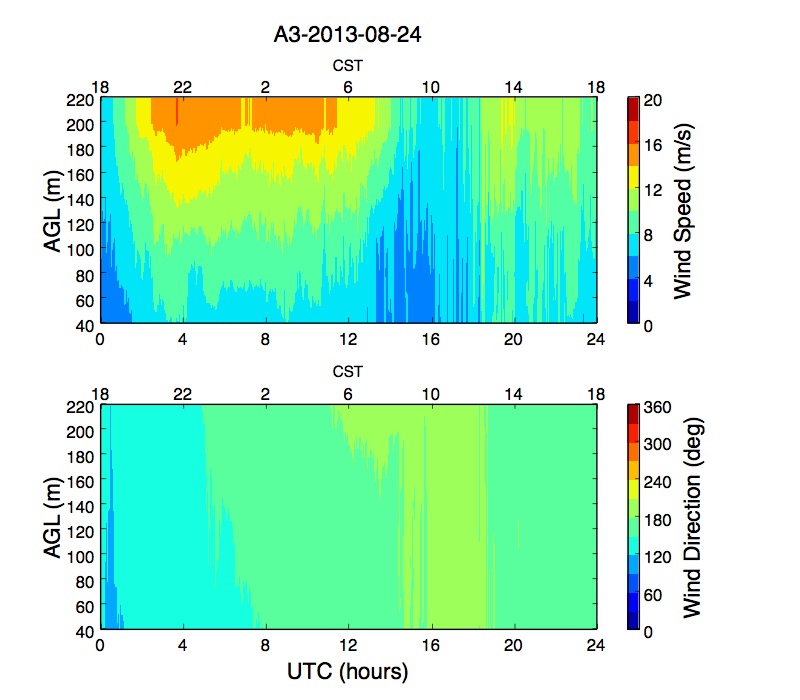 A3-2013-08-24
CST
18 22 2 6 10 14 18
220
200
180
160
140
120
100
80
60
40
AGL (m)
0 4 8 12 16 20 24
20
16
12
8
4
0
Wind Speed (m/s)
CST
18 22 2 6 10 14 18
220
200
180
160
140
120
100
80
60
40
AGL (m)
0 4 8 12 16 20 24
UTC (hours)
360
300
240
180
120
60
0
Wind Direction (deg)